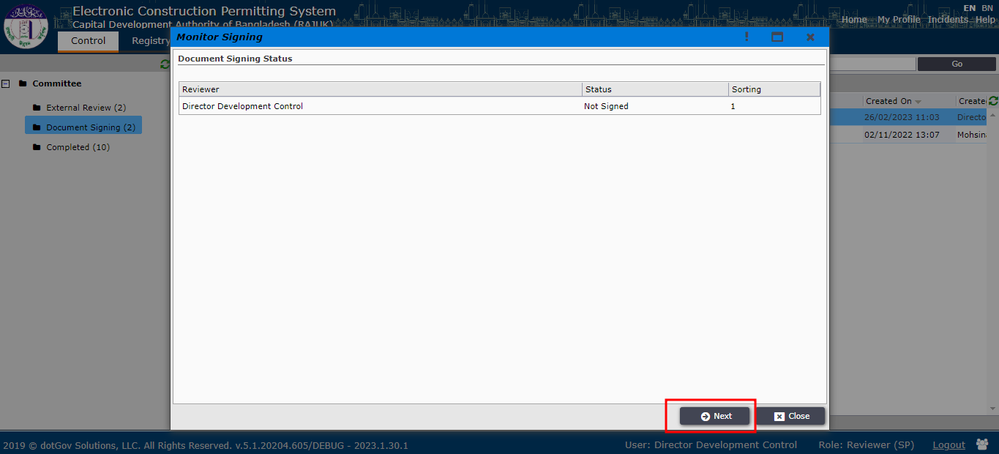 Electronic Construction Permitting System
Capital Development Authority of Bangladesh (RAJUK)
EN BN
Home My Profile Incidents Help
Control Registry
Monitor Signing
Document Signing Status
Reviewer Status Sorting
Director Development Control Not Signed 1
Next Close
Committee
External Review (2)
Document Signing (2)
Completed (10)
Go
Created On Create
26/02/2023 11:03 Directo
02/11/2022 13:07 Mohsin
2019 © dotGov Solutions, LLC. All Rights Reserved. v.5.1.20204.605/DEBUG - 2023.1.30.1
User: Director Development Control Role: Reviewer (SP) Logout